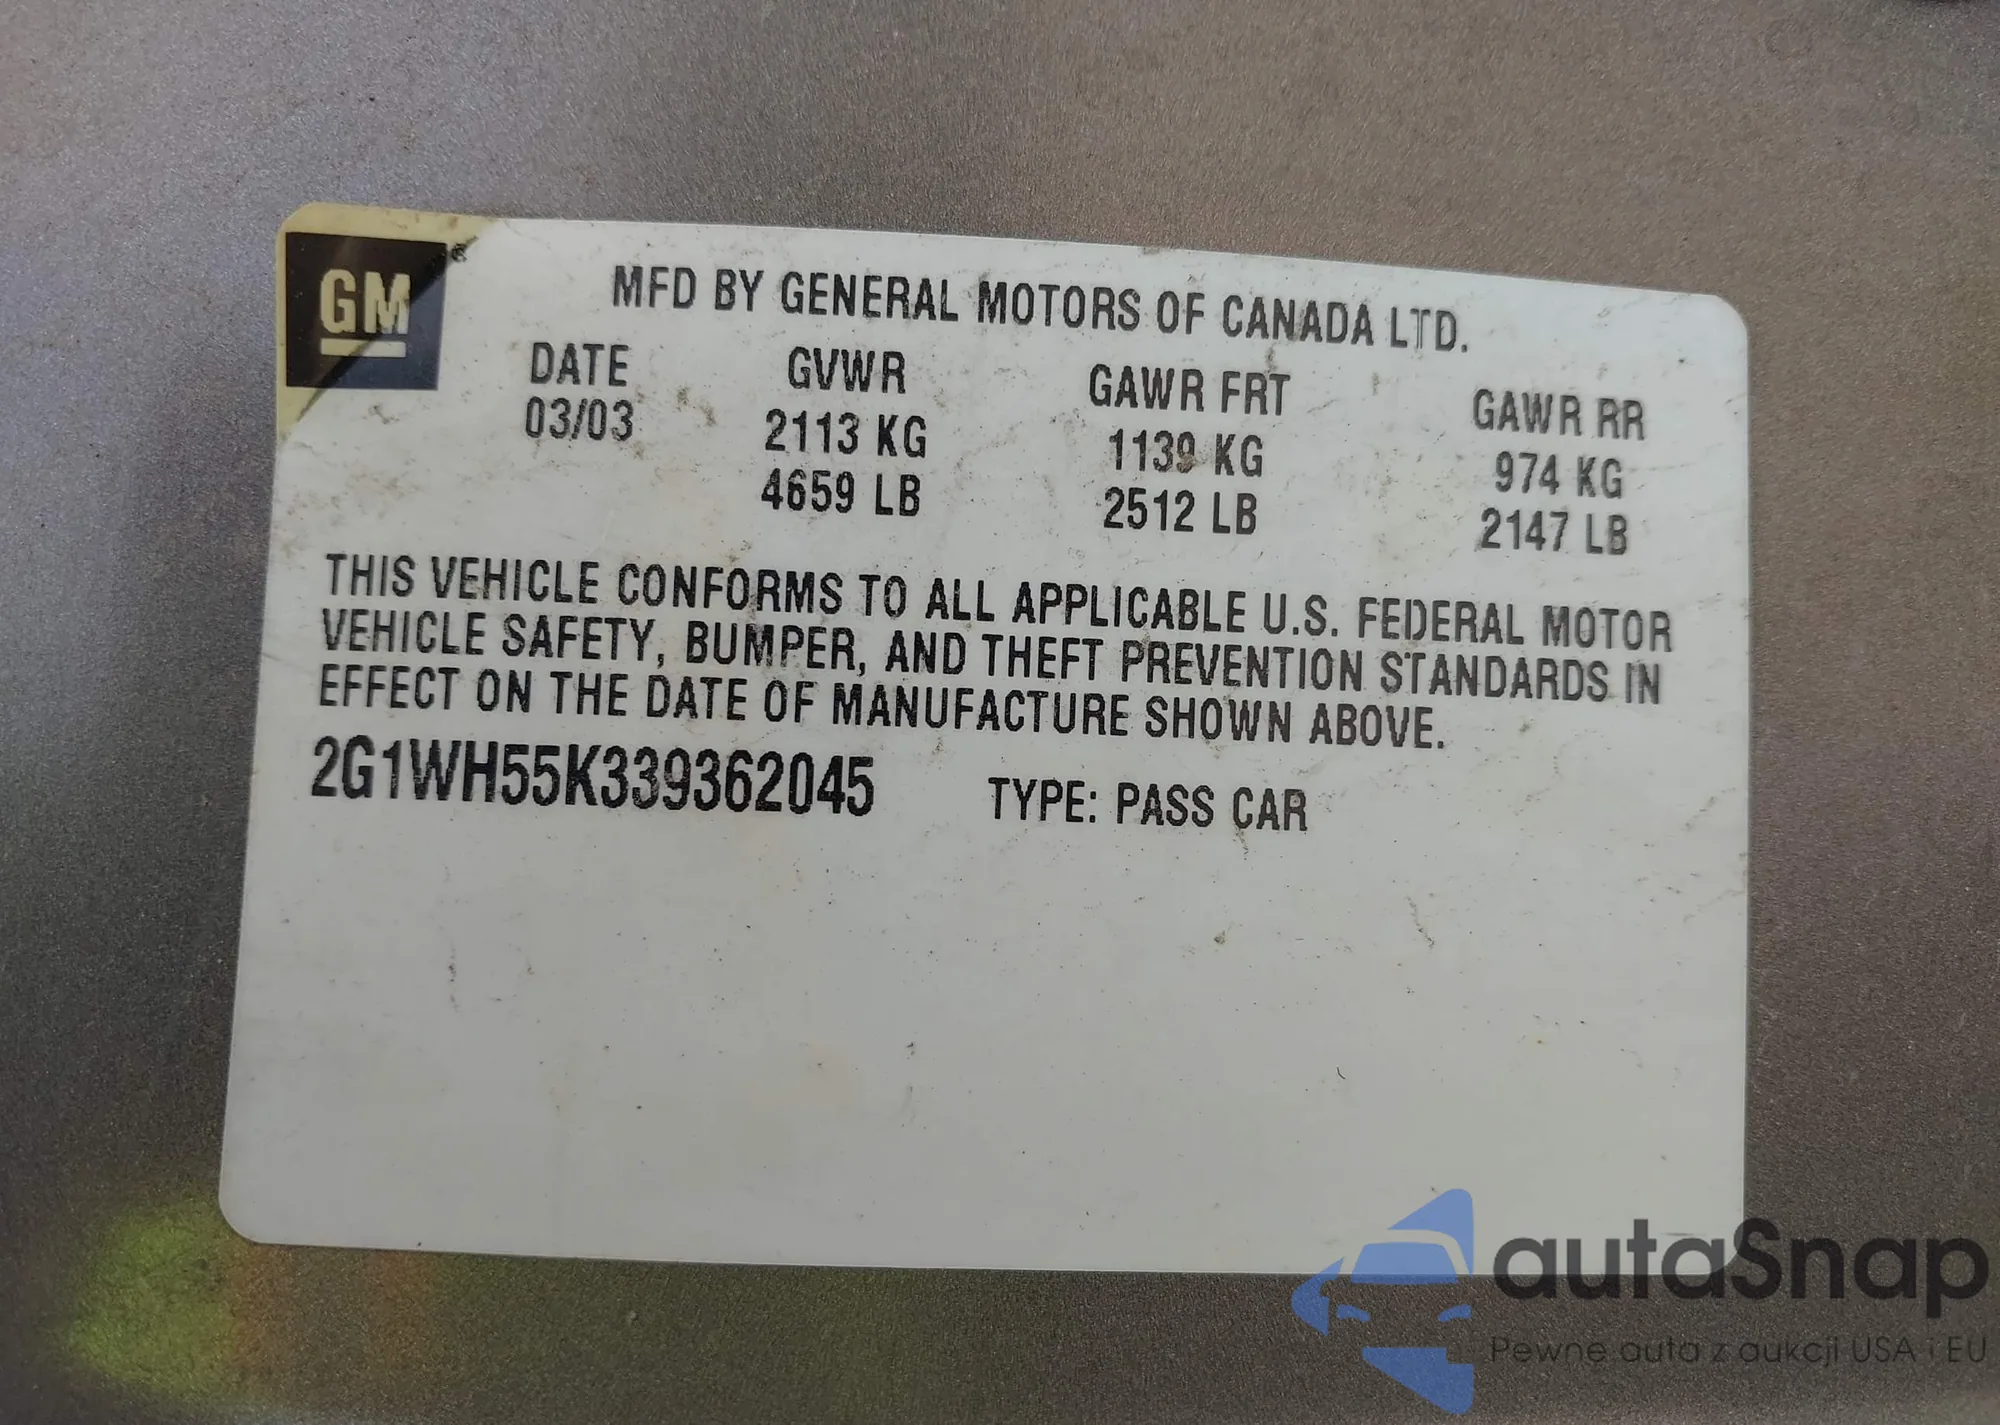 GM®
MFD BY GENERAL MOTORS OF CANADA LTD.
DATE GVWR GAWR FRT GAWR RR
03/03 2113 KG 1139 KG 974 KG
4659 LB 2512 LB 2147 LB
THIS VEHICLE CONFORMS TO ALL APPLICABLE U.S. FEDERAL MOTOR
VEHICLE SAFETY, BUMPER, AND THEFT PREVENTION STANDARDS IN
EFFECT ON THE DATE OF MANUFACTURE SHOWN ABOVE.
2G1WH55K339362045 TYPE: PASS CAR
autaSnap
Pewne auta z aukcji USA i EU